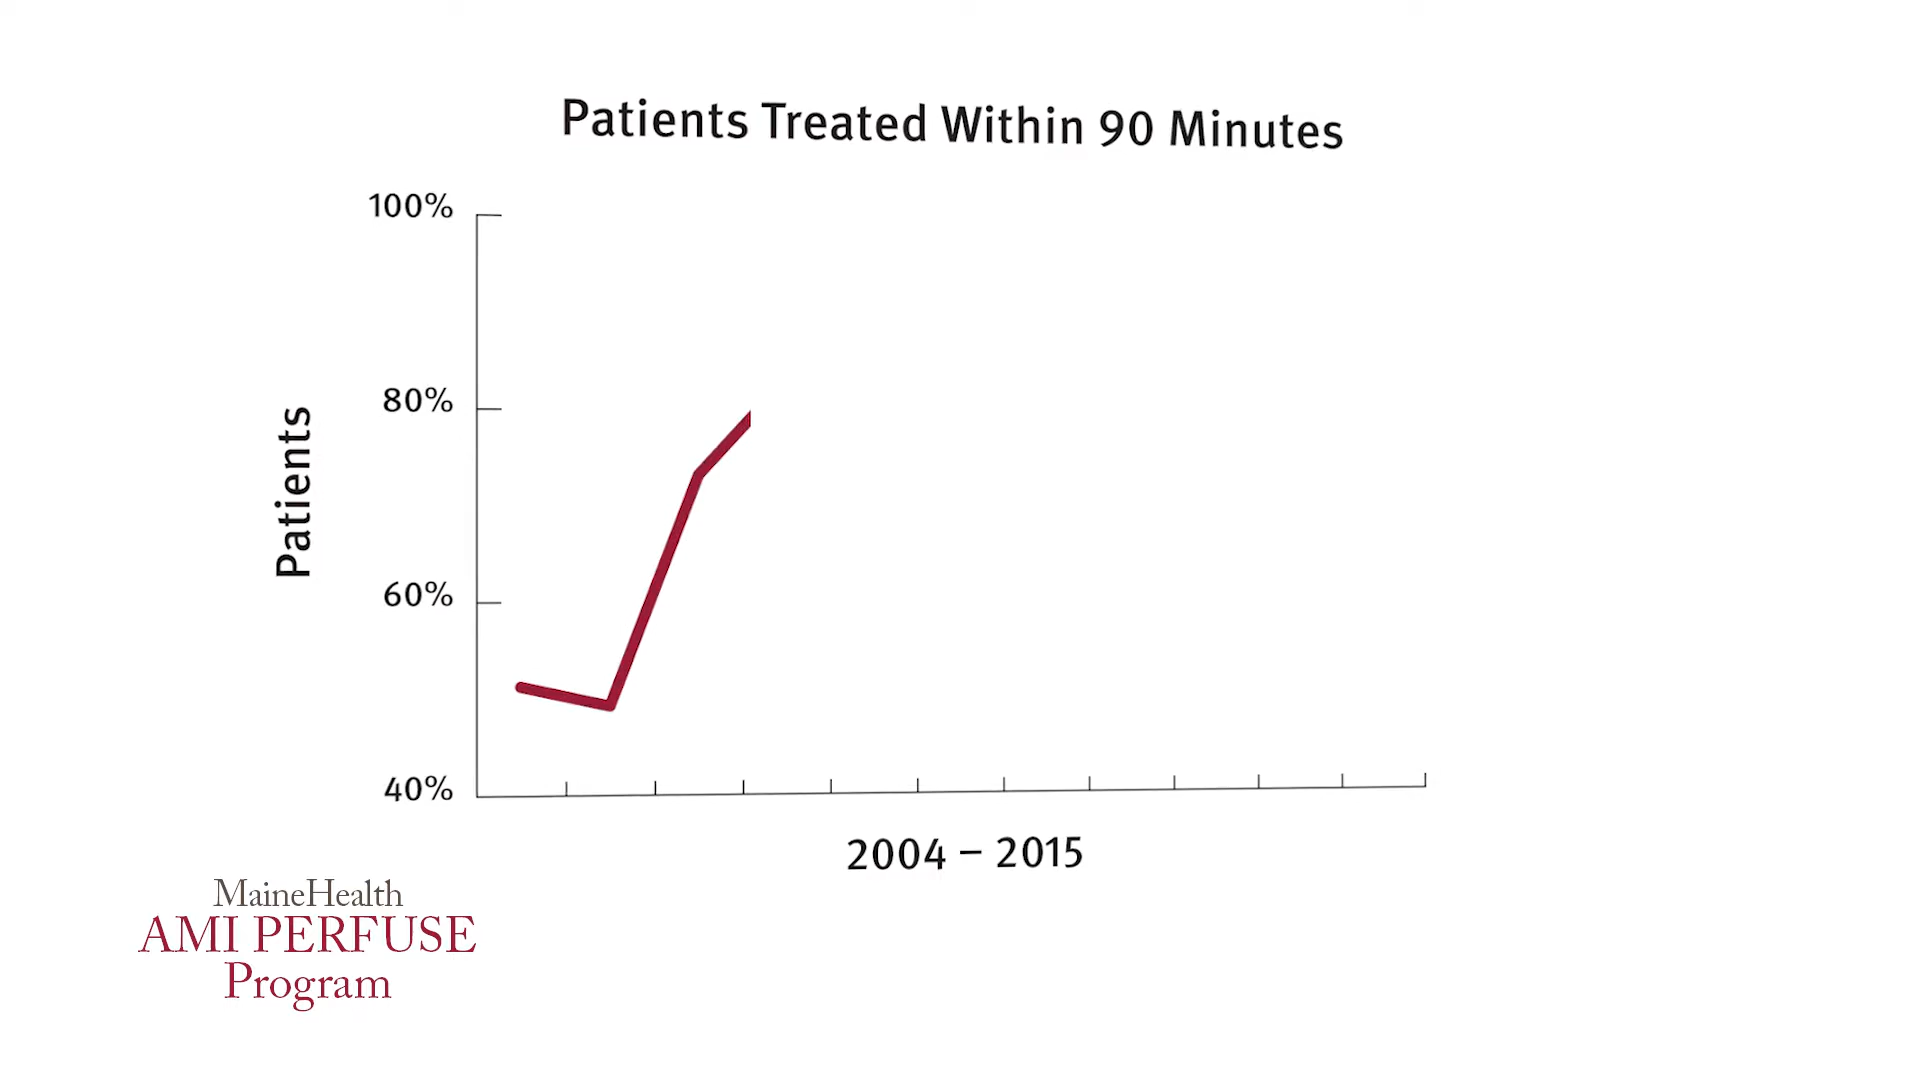 Patients Treated Within 90 Minutes
100%
80%
Patients
60%
40%
2004 – 2015
MaineHealth
AMI PERFUSE
Program